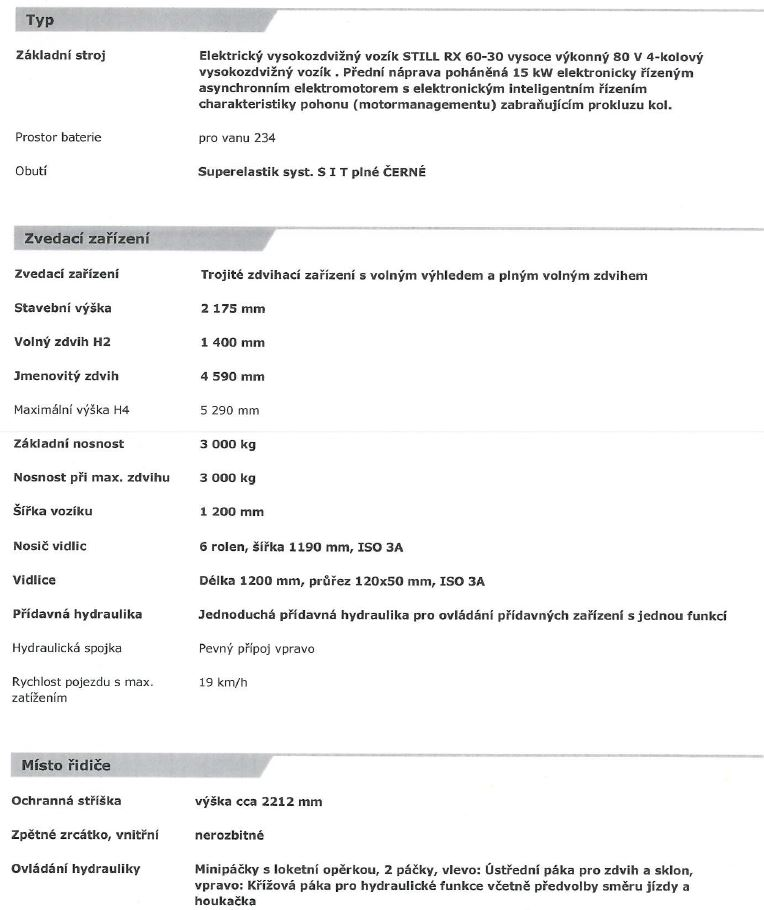 Typ
Základní stroj
Elektrický vysokozdvižný vozík STILL RX 60-30 vysoce výkonný 80 V 4-kolový
vysokozdvižný vozík . Přední náprava poháněná 15 kW elektronicky řízeným
asynchronním elektromotorem s elektronickým inteligentním řízením
charakteristiky pohonu (motormanagementu) zabraňujícím prokluzu kol.
Prostor baterie pro vanu 234
Obutí Superelastik syst. S I T plné ČERNÉ
Zvedací zařízení
Zvedací zařízení Trojité zdvihací zařízení s volným výhledem a plným volným zdvihem
Stavební výška 2 175 mm
Volný zdvih H2 1 400 mm
Jmenovitý zdvih 4 590 mm
Maximální výška H4 5 290 mm
Základní nosnost 3 000 kg
Nosnost při max. zdvihu 3 000 kg
Šířka vozíku 1 200 mm
Nosič vidlic 6 rolen, šířka 1190 mm, ISO 3A
Vidlice Délka 1200 mm, průřez 120x50 mm, ISO 3A
Přídavná hydraulika Jednoduchá přídavná hydraulika pro ovládání přídavných zařízení s jednou funkcí
Hydraulická spojka Pevný přípoj vpravo
Rychlost pojezdu s max. 19 km/h
zatížením
Místo řidiče
Ochranná stříška výška cca 2212 mm
Zpětné zrcátko, vnitřní nerozbitné
Ovládání hydrauliky Minipáčky s loketní opěrkou, 2 páčky, vlevo: Ústřední páka pro zdvih a sklon,
vpravo: Křížová páka pro hydraulické funkce včetně předvolby směru jízdy a
houkačka